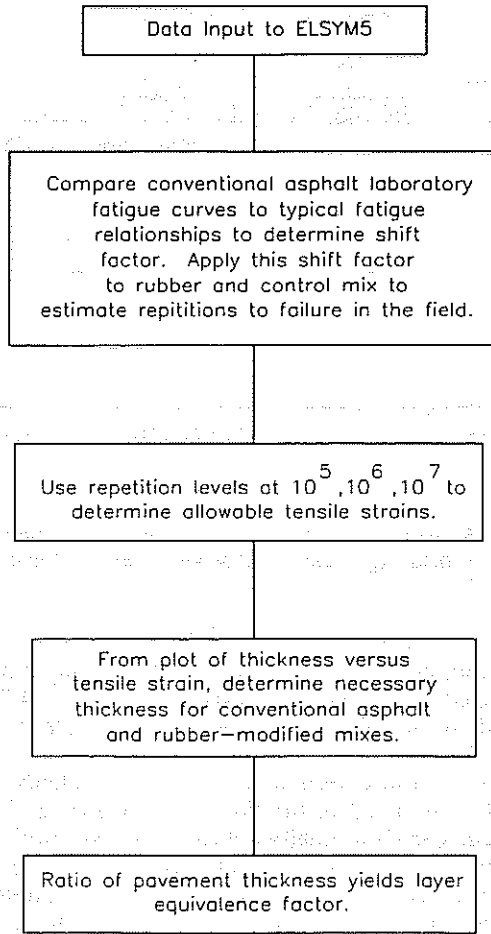 Data Input to ELSYM5
Compare conventional asphalt laboratory
fatigue curves to typical fatigue
relationships to determine shift
factor. Apply this shift factor
to rubber and control mix to
estimate repititions to failure in the field.
Use repetition levels at 10^5, 10^6, 10^7 to
determine allowable tensile strains.
From plot of thickness versus
tensile strain, determine necessary
thickness for conventional asphalt
and rubber-modified mixes.
Ratio of pavement thickness yields layer
equivalence factor.